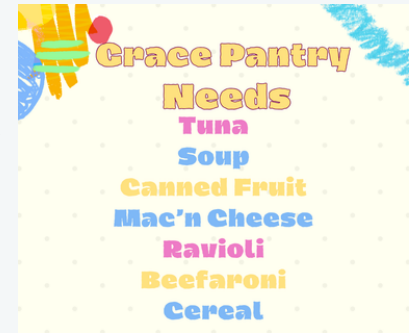 Grace Pantry
Needs
Tuna
Soup
Canned Fruit
Mac'n Cheese
Ravioli
Beefaroni
Cereal